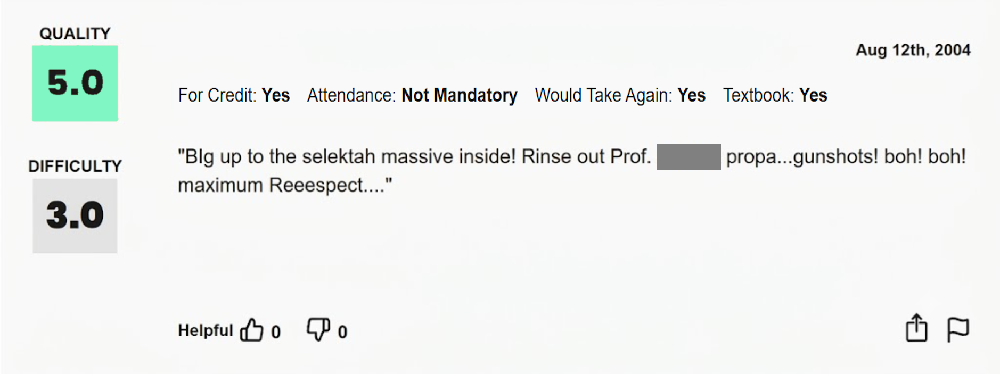 QUALITY
5.0
Aug 12th, 2004
For Credit: Yes Attendance: Not Mandatory Would Take Again: Yes Textbook: Yes
"BIg up to the selektah massive inside! Rinse out Prof. propa...gunshots! boh! boh!
maximum Reeespect...."
DIFFICULTY
3.0
Helpful 0 0